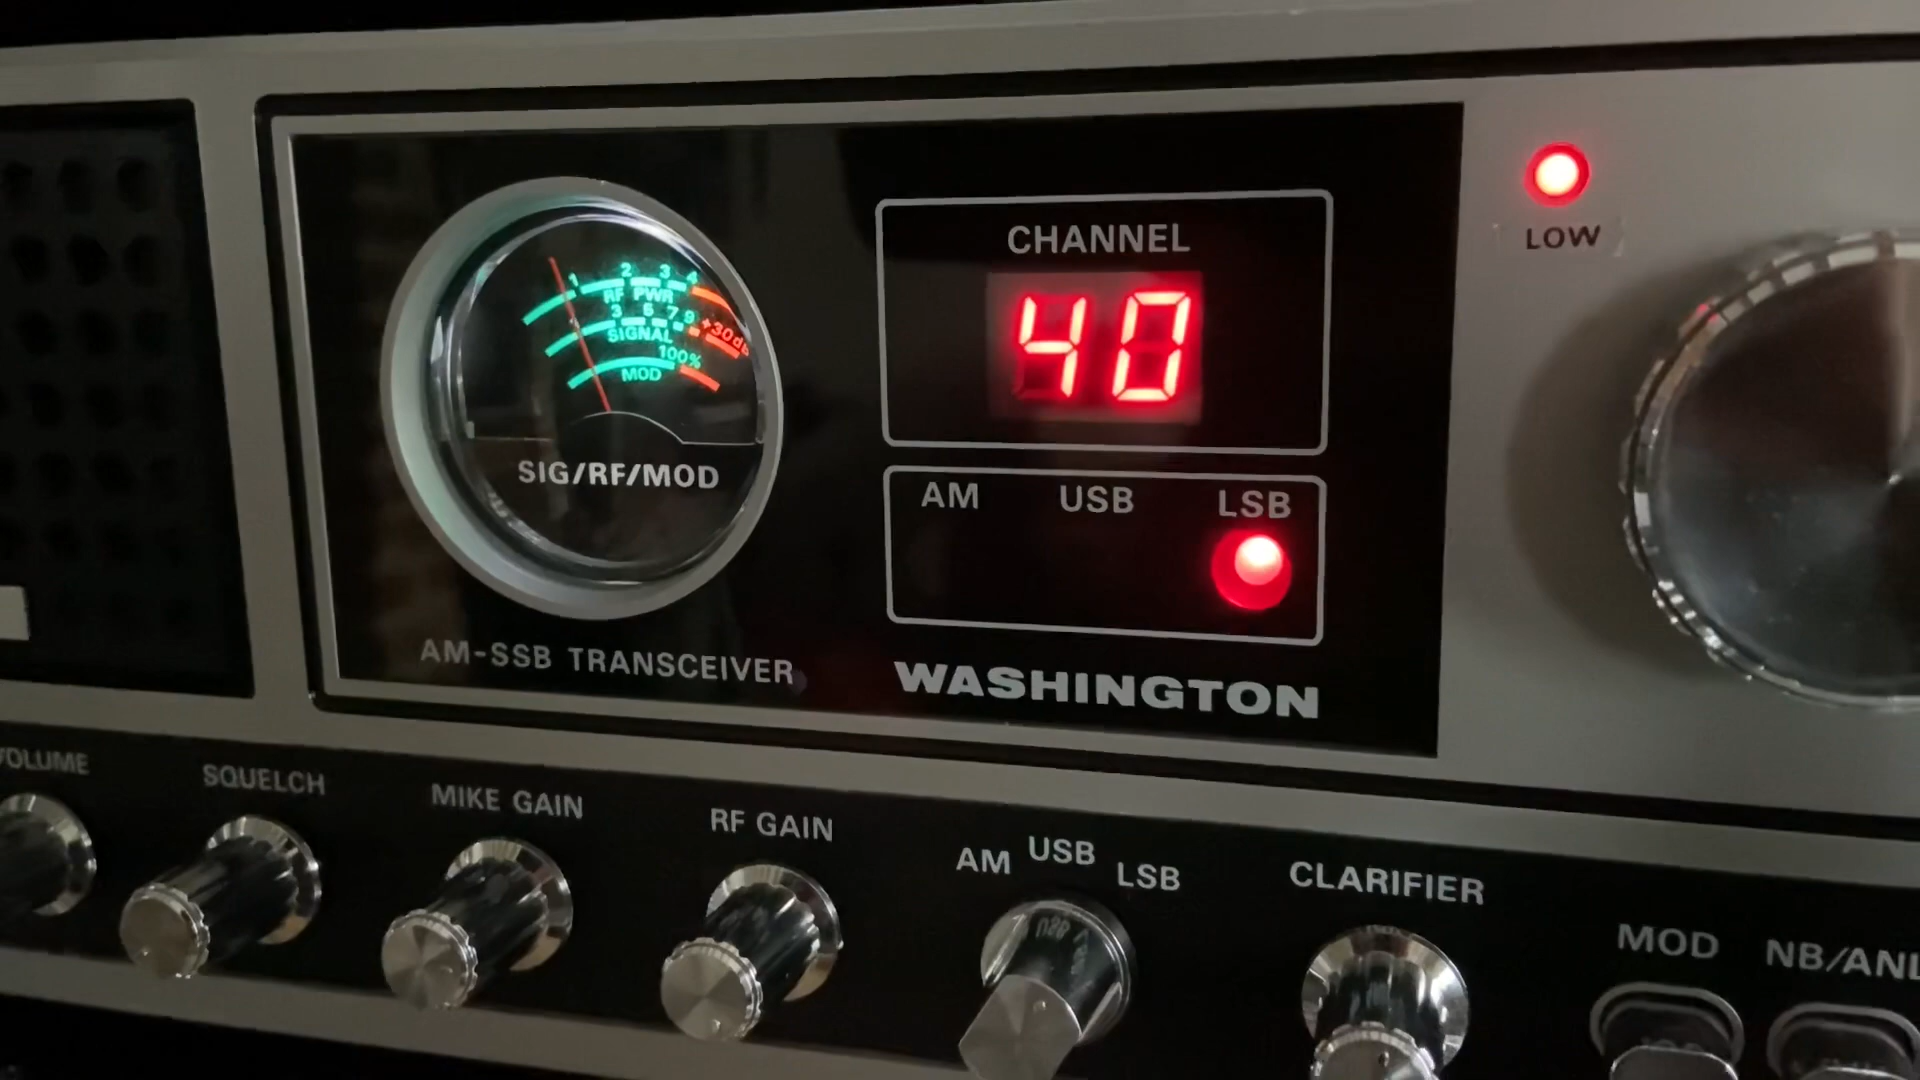 LOW
CHANNEL
40
1 2 3 4
RF PWR
3 5 7 9 +30dB
SIGNAL
100%
MOD
SIG/RF/MOD
AM USB LSB
AM-SSB TRANSCEIVER
WASHINGTON
VOLUME
SQUELCH
MIKE GAIN
RF GAIN
AM USB LSB
CLARIFIER
MOD
NB/ANL